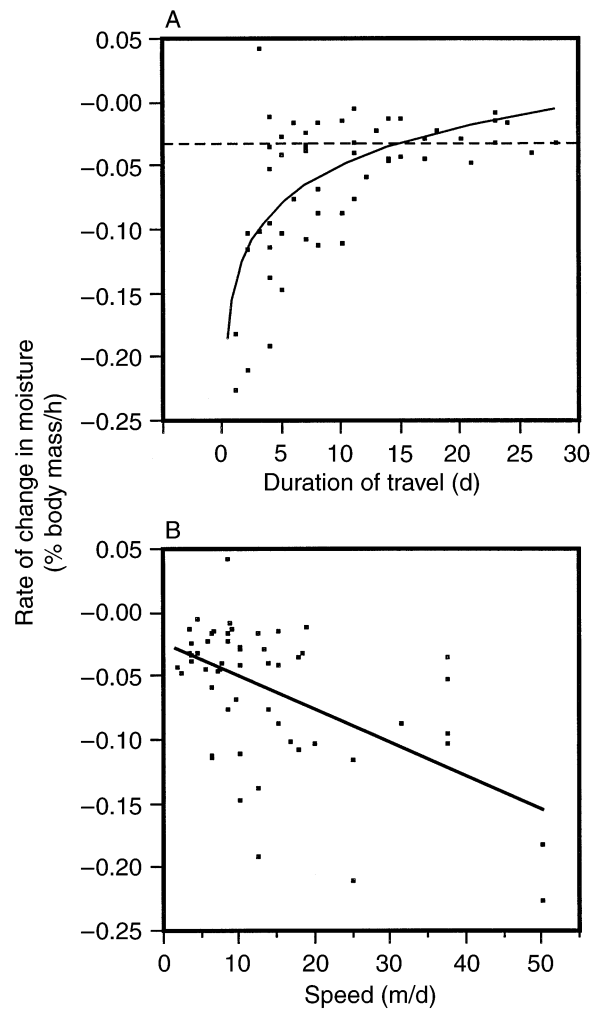 A
0.05
−0.00
−0.05
−0.10
−0.15
−0.20
−0.25
0 5 10 15 20 25 30
Duration of travel (d)
Rate of change in moisture
(% body mass/h)
B
0.05
−0.00
−0.05
−0.10
−0.15
−0.20
−0.25
0 10 20 30 40 50
Speed (m/d)